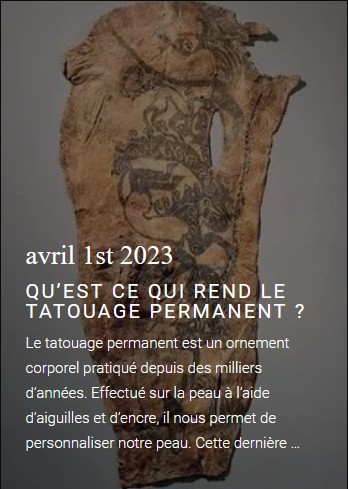 avril 1st 2023
QU’EST CE QUI REND LE
TATOUAGE PERMANENT ?
Le tatouage permanent est un ornement
corporel pratiqué depuis des milliers
d’années. Effectué sur la peau à l’aide
d’aiguilles et d’encre, il nous permet de
personnaliser notre peau. Cette dernière ...